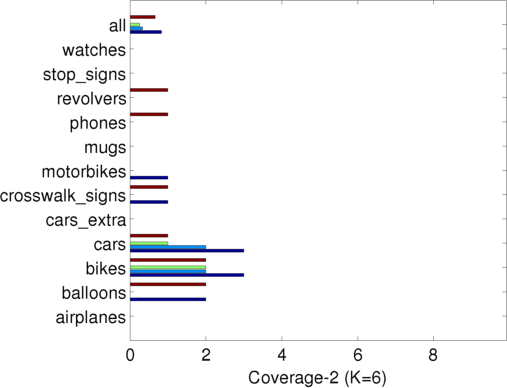 all
watches
stop_signs
revolvers
phones
mugs
motorbikes
crosswalk_signs
cars_extra
cars
bikes
balloons
airplanes
0 2 4 6 8
Coverage-2 (K=6)